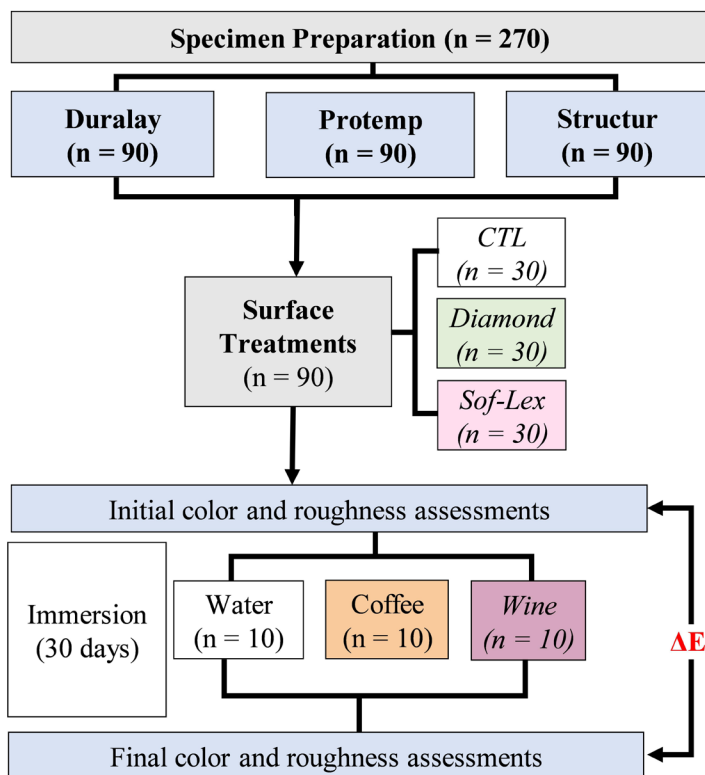 Specimen Preparation (n = 270)
Duralay
(n = 90)
Protemp
(n = 90)
Structur
(n = 90)
Surface
Treatments
(n = 90)
CTL
(n = 30)
Diamond
(n = 30)
Sof-Lex
(n = 30)
Initial color and roughness assessments
Immersion
(30 days)
Water
(n = 10)
Coffee
(n = 10)
Wine
(n = 10)
ΔE
Final color and roughness assessments